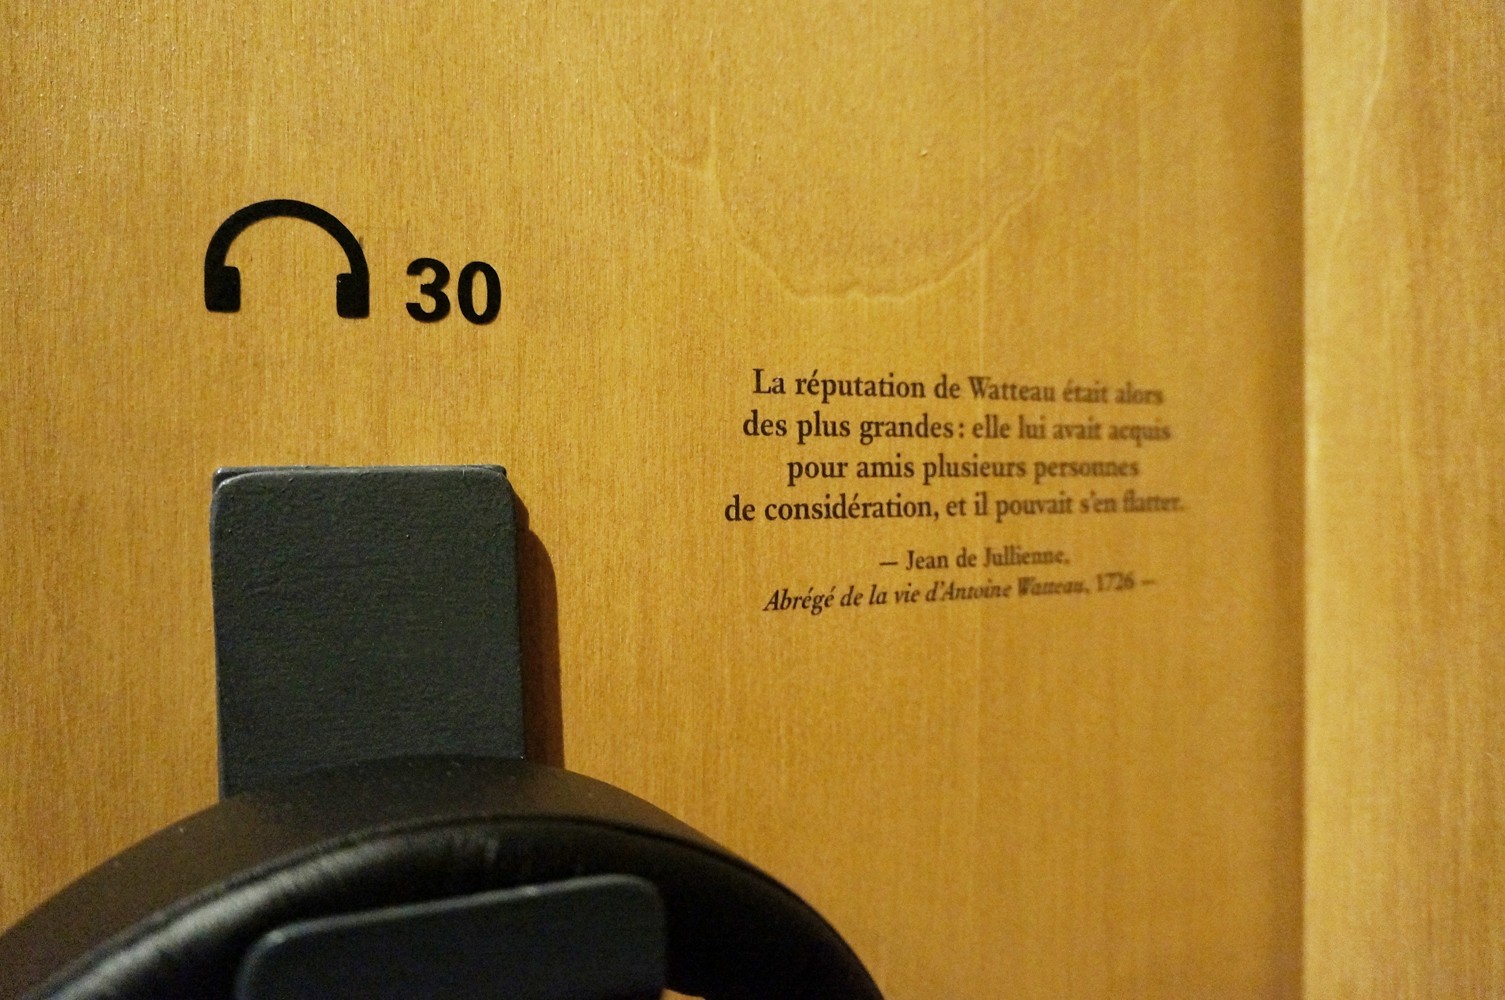 30
La réputation de Watteau était alors
des plus grandes : elle lui avait acquis
pour amis plusieurs personnes
de considération, et il pouvait s'en flatter.
— Jean de Jullienne,
Abrégé de la vie d'Antoine Watteau, 1726 —